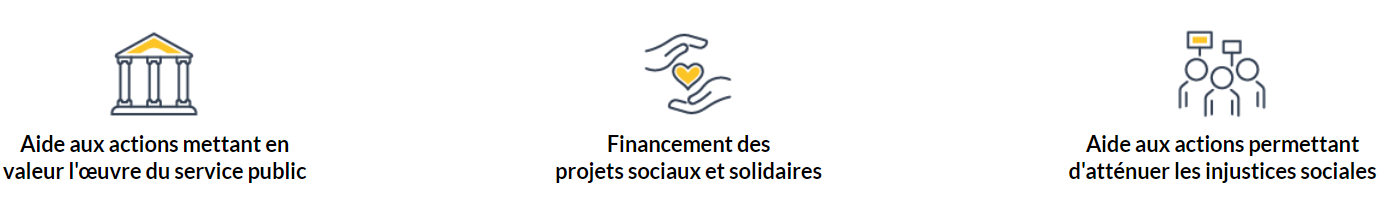 Aide aux actions mettant en
valeur l'œuvre du service public
Financement des
projets sociaux et solidaires
Aide aux actions permettant
d'atténuer les injustices sociales